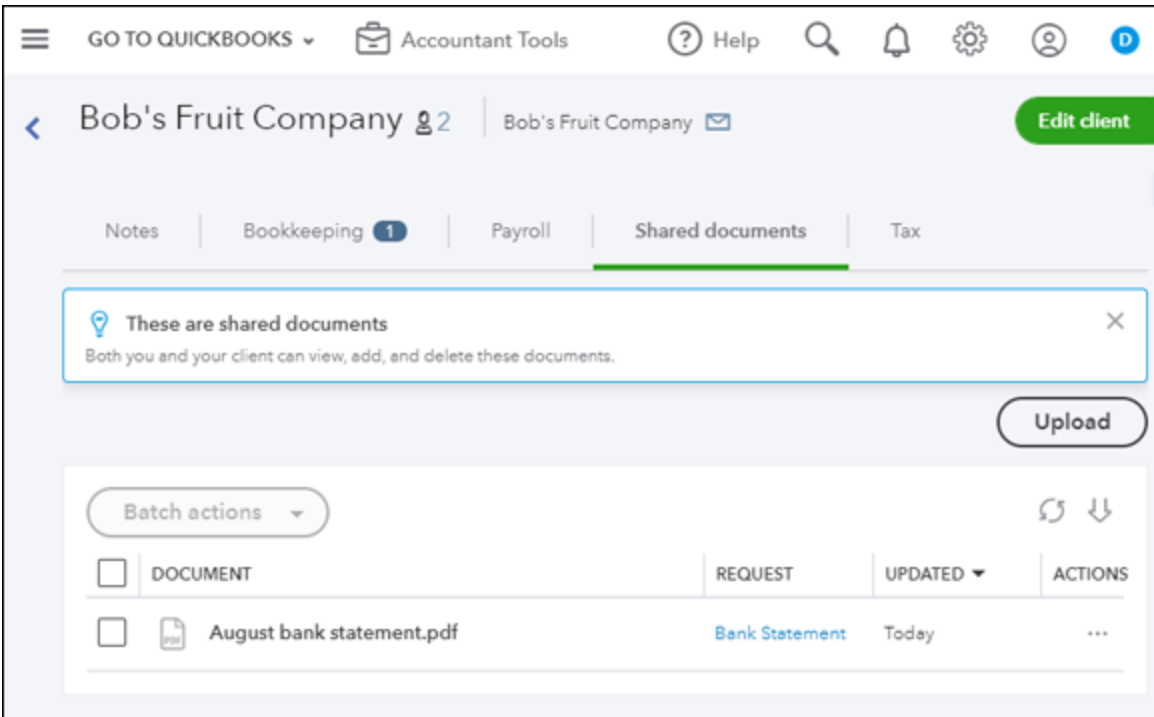 GO TO QUICKBOOKS Accountant Tools Help D
Bob's Fruit Company 2 Bob's Fruit Company Edit client
Notes Bookkeeping 1 Payroll Shared documents Tax
These are shared documents
Both you and your client can view, add, and delete these documents.
Upload
Batch actions
DOCUMENT REQUEST UPDATED ACTIONS
PDF August bank statement.pdf Bank Statement Today ...